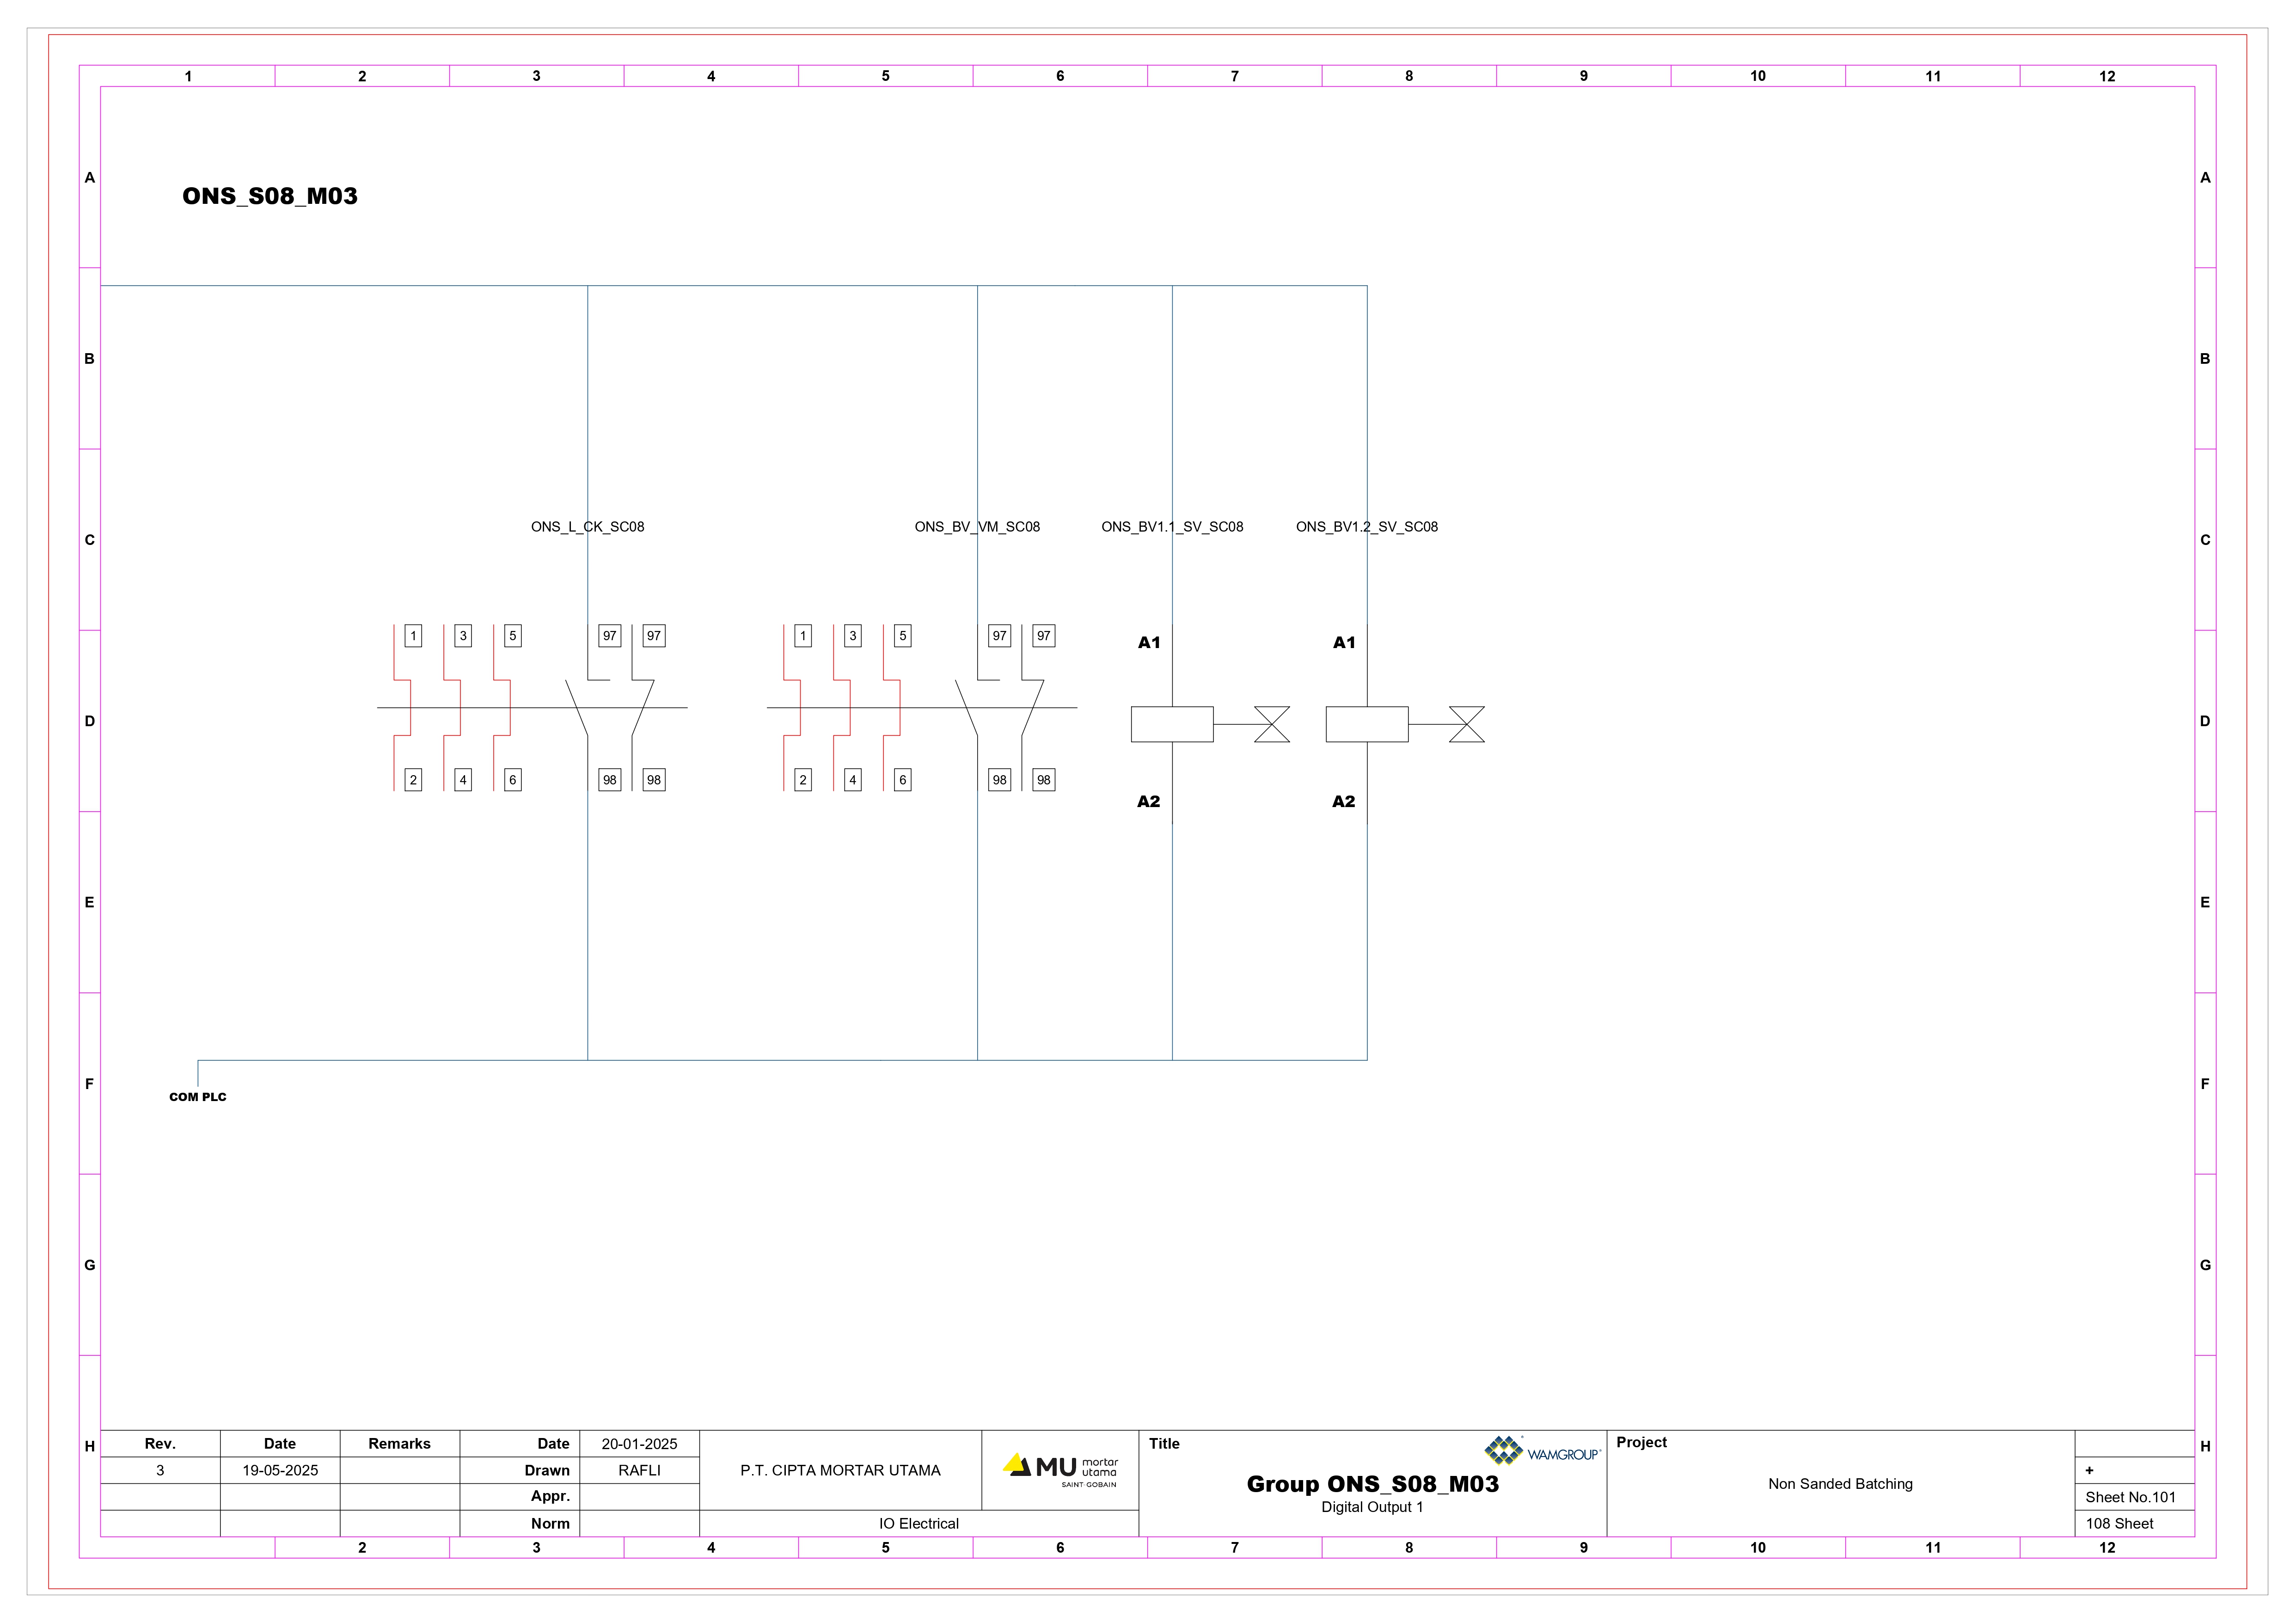 1 2 3 4 5 6 7 8 9 10 11 12
A A
ONS_S08_M03
B B
ONS_L_CK_SC08 ONS_BV_VM_SC08 ONS_BV1.1_SV_SC08 ONS_BV1.2_SV_SC08
C C
1 3 5 97 97 1 3 5 97 97 A1 A1
D D
2 4 6 98 98 2 4 6 98 98 A2 A2
E E
F F
COM PLC
G G
H H
Rev. Date Remarks Date 20-01-2025
3 19-05-2025 Drawn RAFLI
Appr.
Norm
P.T. CIPTA MORTAR UTAMA
MU mortar
utama
SAINT-GOBAIN
IO Electrical
Title
WAMGROUP®
Group ONS_S08_M03
Digital Output 1
Project
Non Sanded Batching
+
Sheet No.101
108 Sheet
2 3 4 5 6 7 8 9 10 11 12